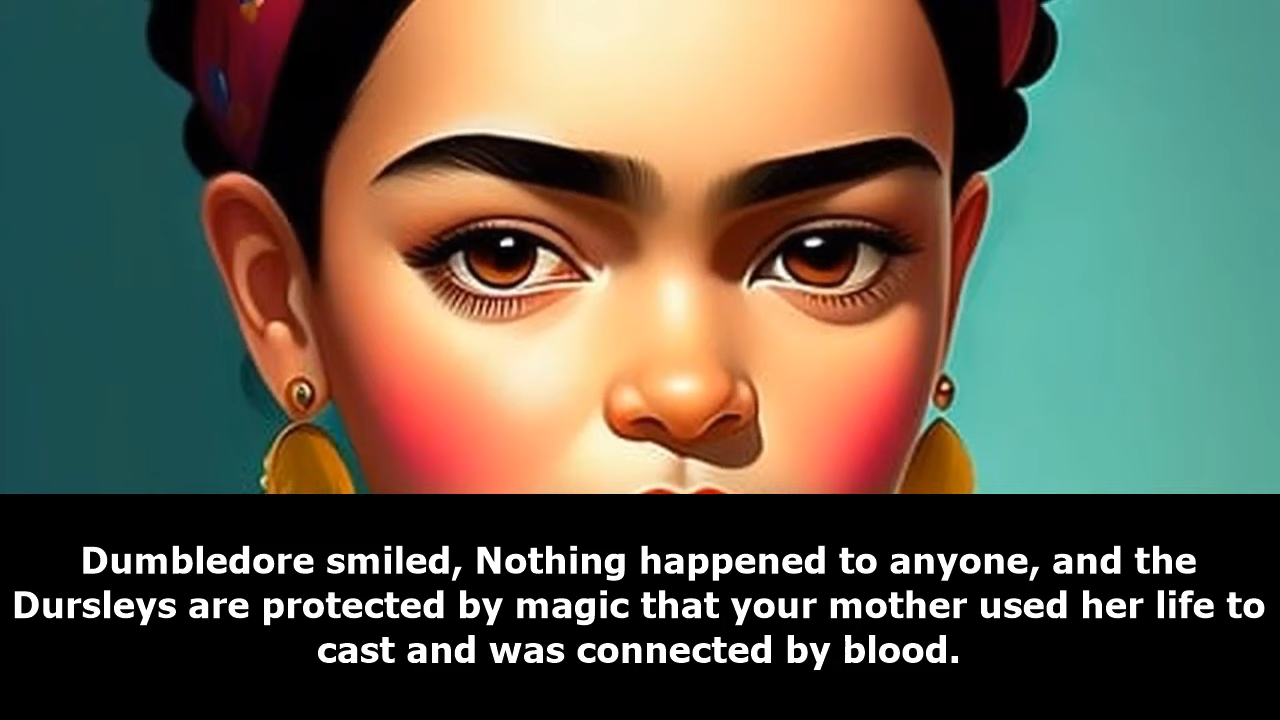 Dumbledore smiled, Nothing happened to anyone, and the
Dursleys are protected by magic that your mother used her life to
cast and was connected by blood.